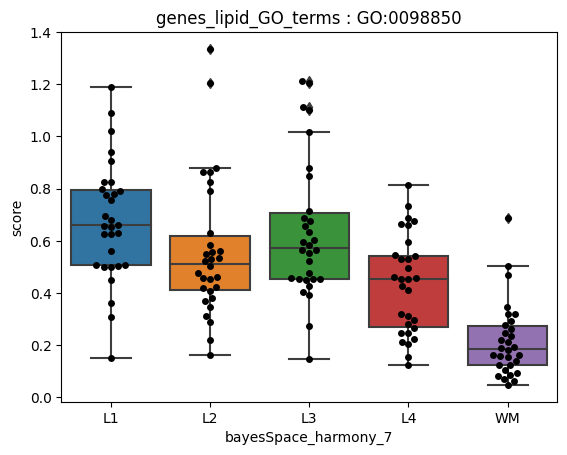 genes_lipid_GO_terms : GO:0098850
score
1.4
1.2
1.0
0.8
0.6
0.4
0.2
0.0
L1 L2 L3 L4 WM
bayesSpace_harmony_7